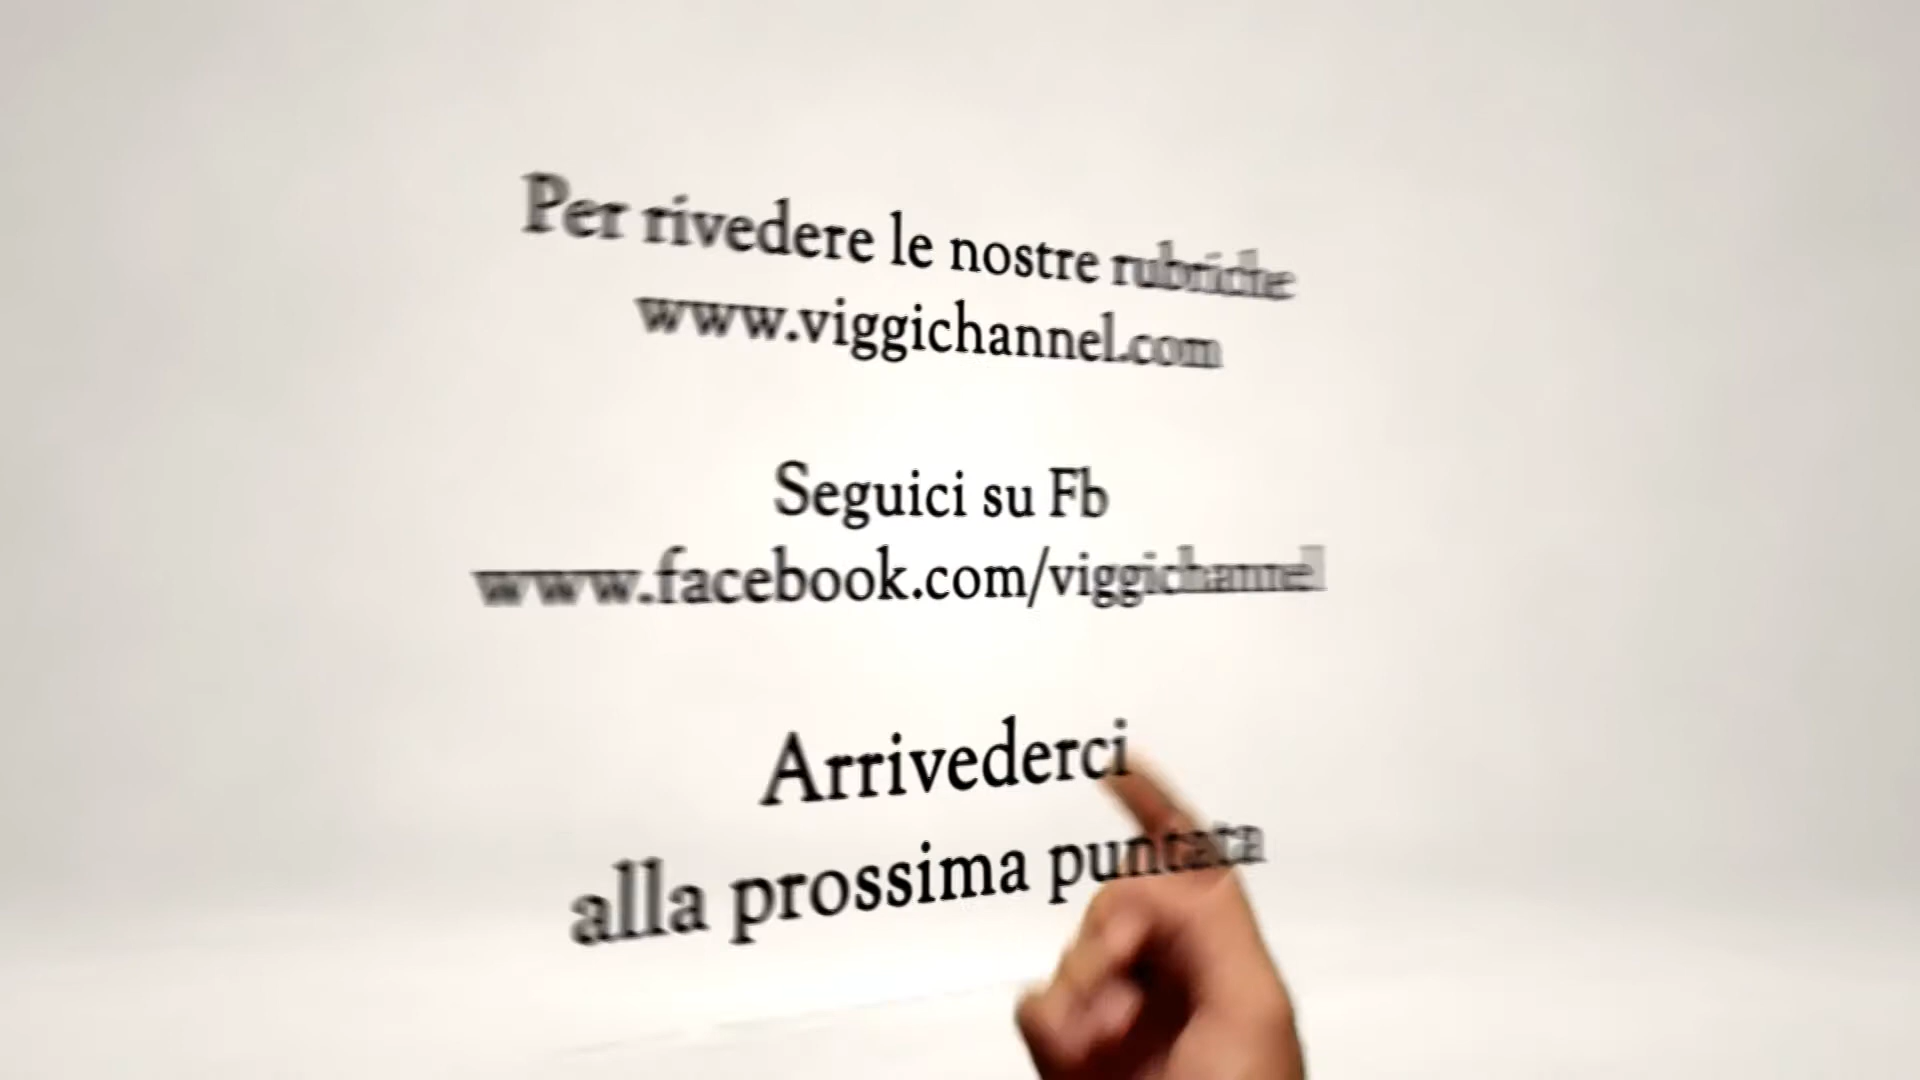 Per rivedere le nostre rubriche
www.viggichannel.com
Seguici su Fb
www.facebook.com/viggichannel
Arrivederci
alla prossima puntata